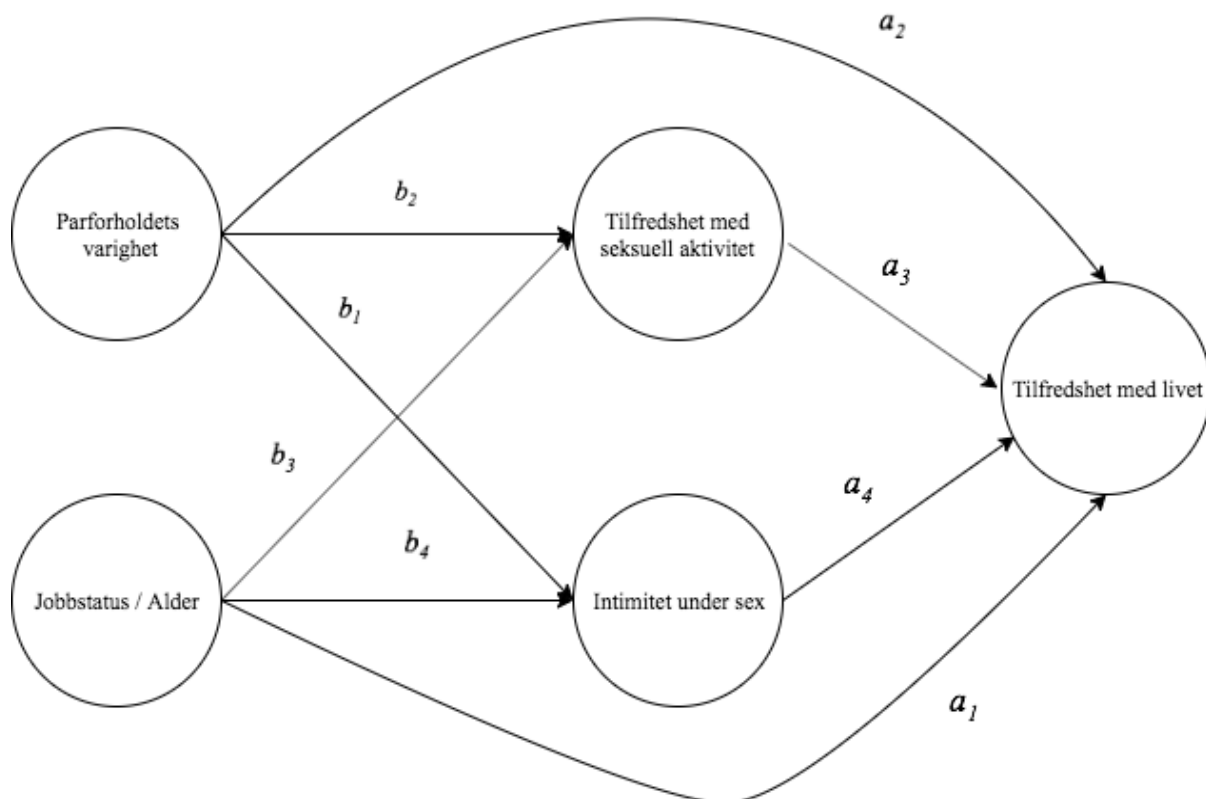 a2
Parforholdets
varighet
b2
Tilfredshet med
seksuell aktivitet
a3
b1
Tilfredshet med livet
b3
a4
b4
Jobbstatus / Alder
Intimitet under sex
a1